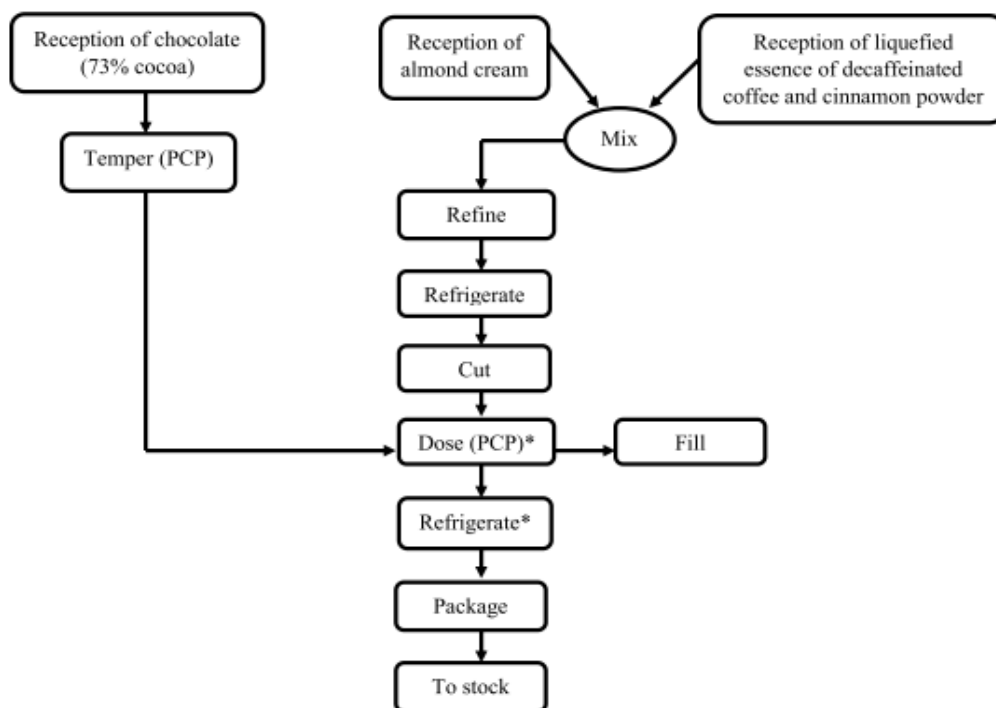 Reception of chocolate
(73% cocoa)
Reception of
almond cream
Reception of liquefied
essence of decaffeinated
coffee and cinnamon powder
Mix
Temper (PCP)
Refine
Refrigerate
Cut
Dose (PCP)*
Fill
Refrigerate*
Package
To stock